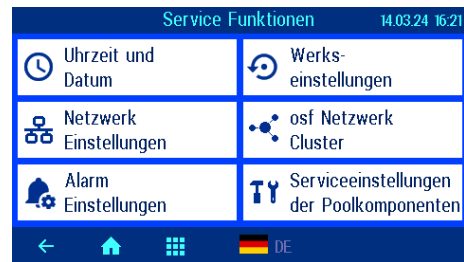 Service Funktionen 14.03.24 16:21
Uhrzeit und
Datum
Werks-
einstellungen
Netzwerk
Einstellungen
osf Netzwerk
Cluster
Alarm
Einstellungen
Serviceeinstellungen
der Poolkomponenten
DE